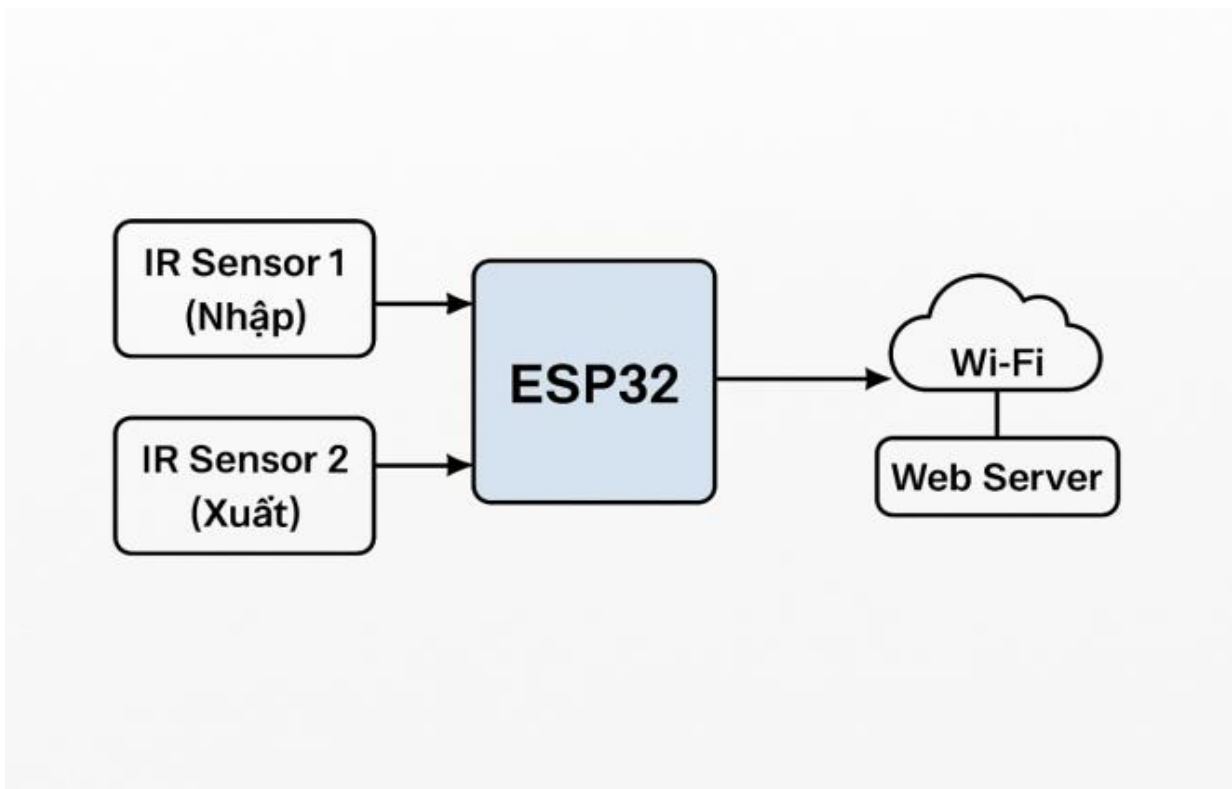 IR Sensor 1
(Nhập)
IR Sensor 2
(Xuất)
ESP32
Wi-Fi
Web Server